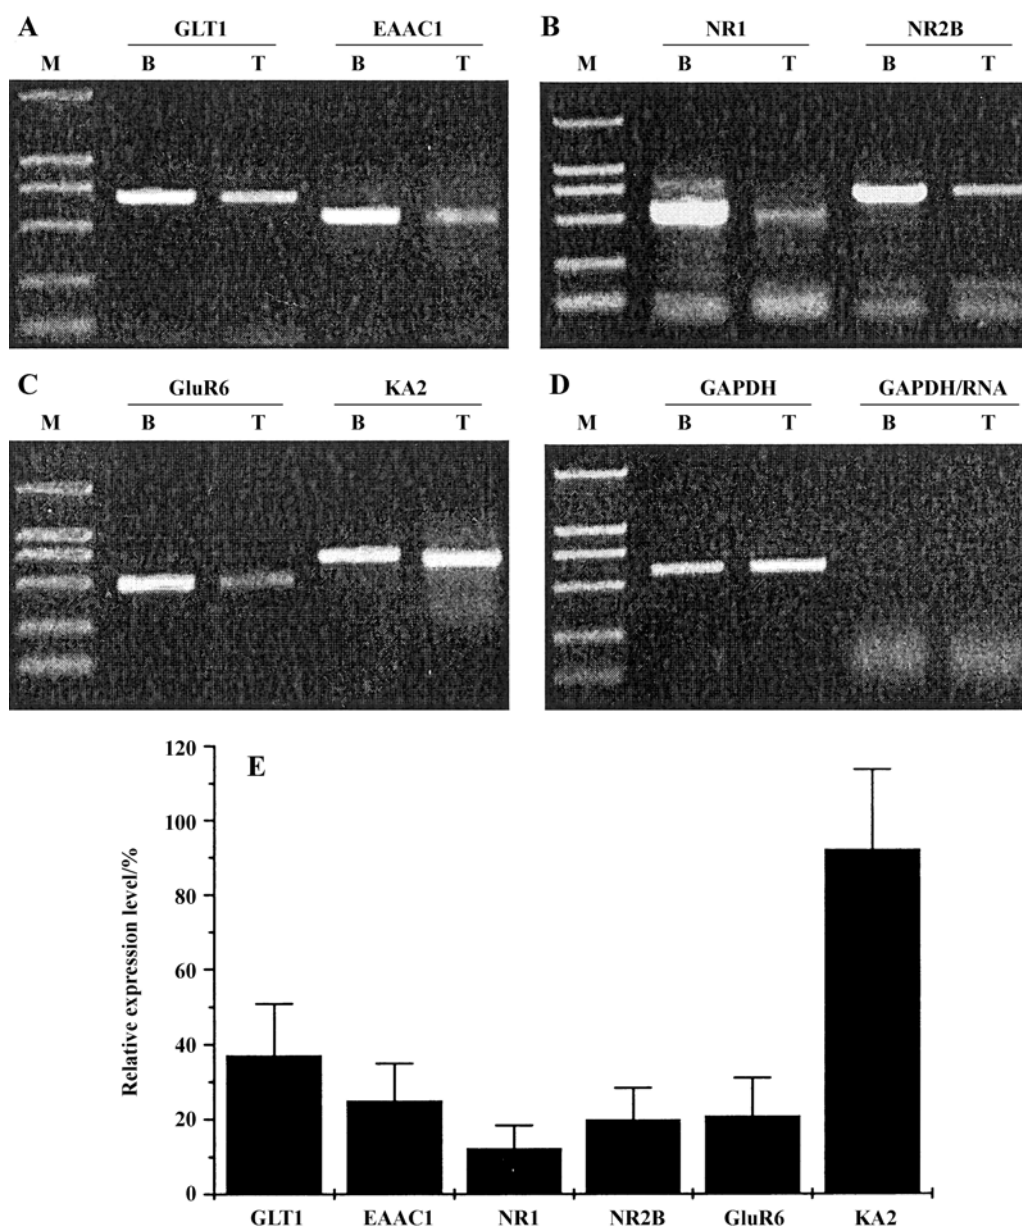 A GLT1 EAAC1 B NR1 NR2B
M B T B T M B T B T
C GluR6 KA2 D GAPDH GAPDH/RNA
M B T B T M B T B T
E
Relative expression level/%
120
100
80
60
40
20
0
GLT1 EAAC1 NR1 NR2B GluR6 KA2